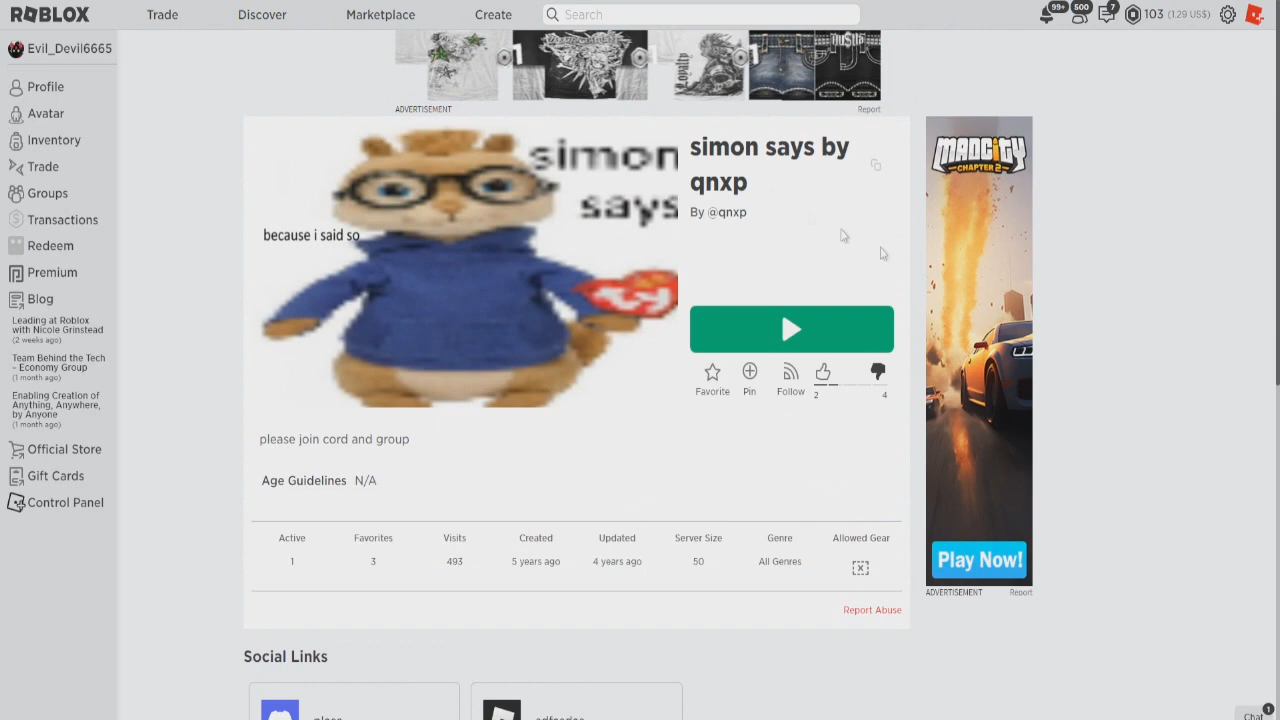 ROBLOX
Trade
Discover
Marketplace
Create
Search
99+
500
7
103 (1.29 US$)
Evil_Devil6665
Profile
Avatar
Inventory
Trade
Groups
Transactions
Redeem
Premium
Blog
Leading at Roblox
with Nicole Grinstead
(2 weeks ago)
Team Behind the Tech
- Economy Group
(1 month ago)
Enabling Creation of
Anything, Anywhere,
by Anyone
(1 month ago)
Official Store
Gift Cards
Control Panel
Loyalty
ADVERTISEMENT
Report
simon
says
because i said so
ty
simon says by
qnxp
By @qnxp
Favorite
Pin
Follow
2
4
please join cord and group
Age Guidelines N/A
Active
Favorites
Visits
Created
Updated
Server Size
Genre
Allowed Gear
1
3
493
5 years ago
4 years ago
50
All Genres
Report Abuse
MADCITY
CHAPTER 2
Play Now!
ADVERTISEMENT
Report
Social Links
Chat
1